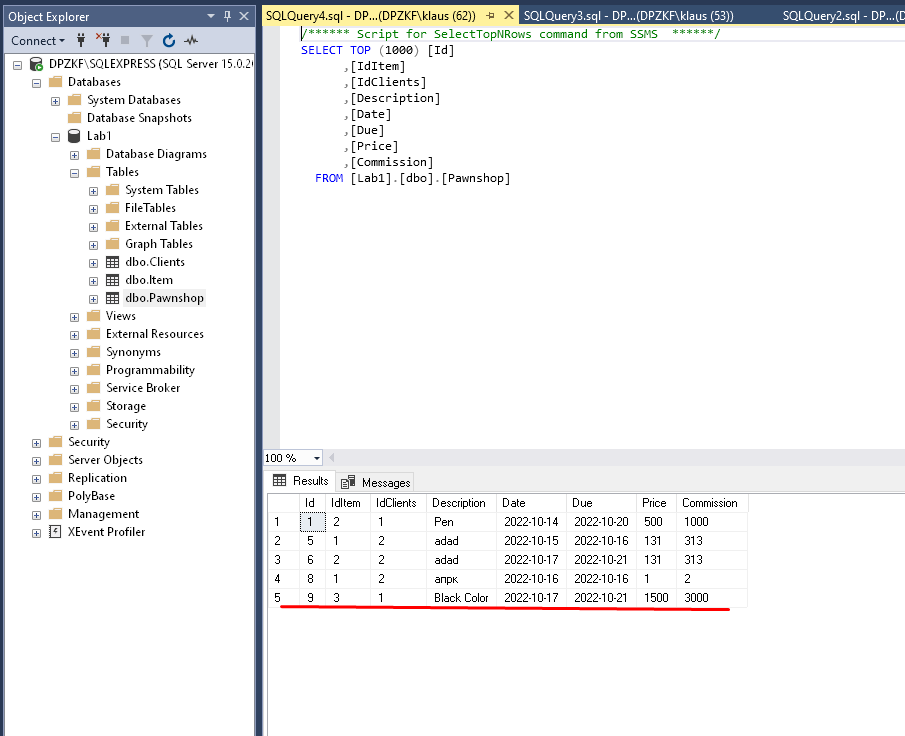 Object Explorer
Connect
DPZKF\SQLEXPRESS (SQL Server 15.0.20
Databases
System Databases
Database Snapshots
Lab1
Database Diagrams
Tables
System Tables
FileTables
External Tables
Graph Tables
dbo.Clients
dbo.Item
dbo.Pawnshop
Views
External Resources
Synonyms
Programmability
Service Broker
Storage
Security
Security
Server Objects
Replication
PolyBase
Management
XEvent Profiler
SQLQuery4.sql - DP...(DPZKF\klaus (62)) SQLQuery3.sql - DP...(DPZKF\klaus (53)) SQLQuery2.sql - DP...(D
/****** Script for SelectTopNRows command from SSMS ******/
SELECT TOP (1000) [Id]
,[IdItem]
,[IdClients]
,[Description]
,[Date]
,[Due]
,[Price]
,[Commission]
FROM [Lab1].[dbo].[Pawnshop]
100 %
Results Messages
Id IdItem IdClients Description Date Due Price Commission
1 1 2 1 Pen 2022-10-14 2022-10-20 500 1000
2 5 1 2 adad 2022-10-15 2022-10-16 131 313
3 6 2 2 adad 2022-10-17 2022-10-21 131 313
4 8 1 2 апрк 2022-10-16 2022-10-16 1 2
5 9 3 1 Black Color 2022-10-17 2022-10-21 1500 3000